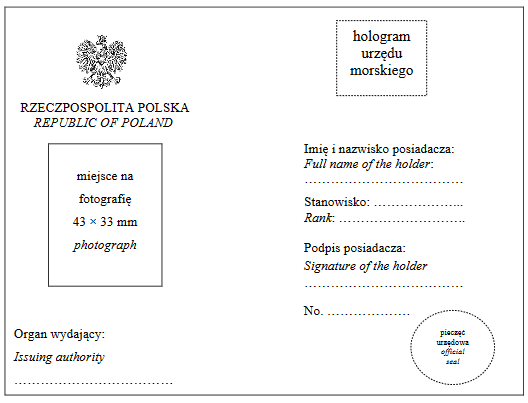 RZECZPOSPOLITA POLSKA
REPUBLIC OF POLAND
miejsce na
fotografię
43 × 33 mm
photograph
Organ wydający:
Issuing authority
……………………………….
hologram
urzędu
morskiego
Imię i nazwisko posiadacza:
Full name of the holder:
……………………………….
Stanowisko: …………………..
Rank: ………………………..
Podpis posiadacza:
Signature of the holder
……………………………….
No. ……………….
pieczęć
urzędowa
official
seal